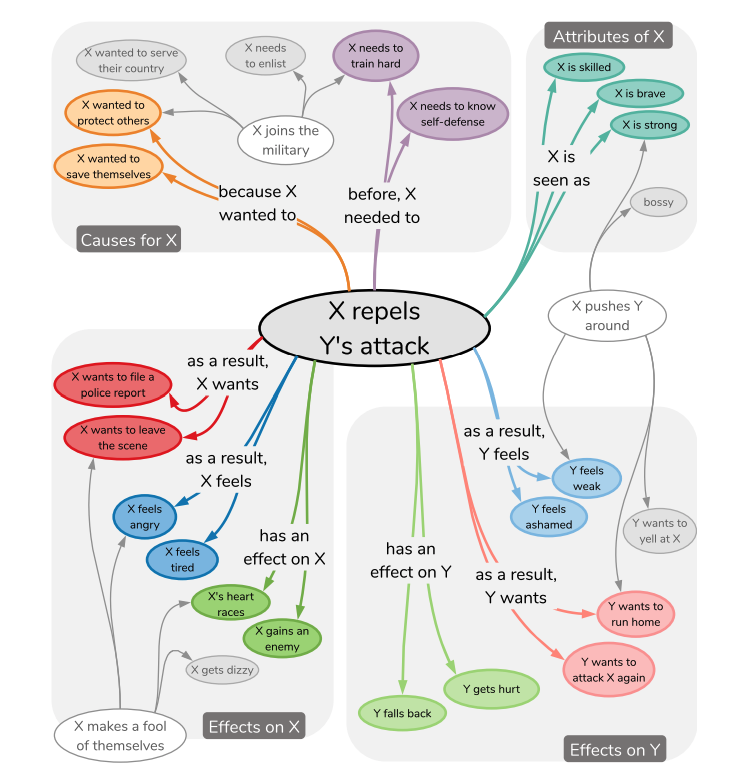 Attributes of X
X wanted to serve
their country
X needs
to enlist
X needs to
train hard
X is skilled
X is brave
X wanted to
protect others
X needs to know
self-defense
X is strong
X joins the
military
X wanted to
save themselves
X is
seen as
because X
wanted to
before, X
needed to
bossy
Causes for X
X repels
Y's attack
X pushes Y
around
as a result,
X wants
X wants to file a
police report
X wants to leave
the scene
as a result,
X feels
as a result,
Y feels
Y feels
weak
X feels
angry
Y feels
ashamed
Y wants to
yell at X
X feels
tired
has an
effect on X
has an
effect on Y
as a result,
Y wants
X's heart
races
Y wants to
run home
X gains an
enemy
X gets dizzy
Y wants to
attack X again
Y gets hurt
Y falls back
X makes a fool
of themselves
Effects on X
Effects on Y